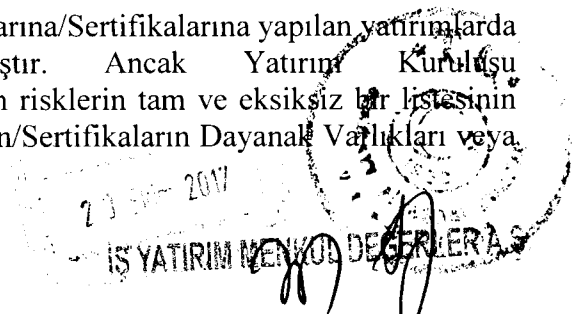 arına/Sertifikalarına yapılan yatırımlarda
ştır. Ancak Yatırım Kuruluşu
n risklerin tam ve eksiksiz bir listesinin
n/Sertifikaların Dayanak Varlıkları veya
2017
İŞ YATIRIM MENKUL DEĞERLER A.Ş.